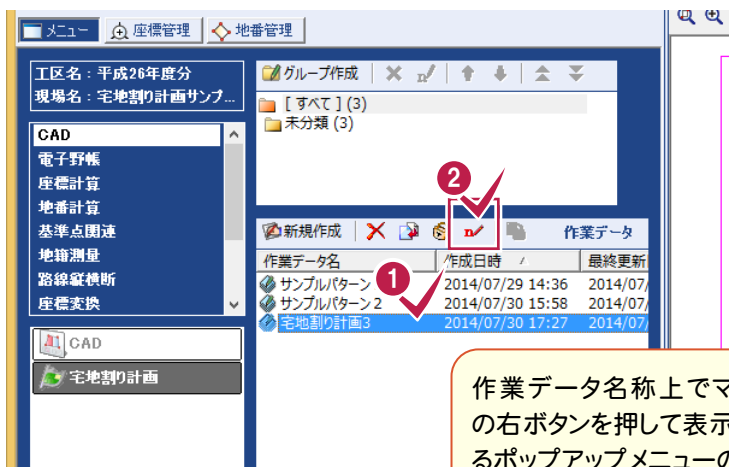 メニュー 座標管理 地番管理
工区名：平成26年度分
現場名：宅地割り計画サンプ...
CAD
電子野帳
座標計算
地番計算
基準点関連
地籍測量
路線縦横断
座標変換
CAD
宅地割り計画
グループ作成
[ すべて ] (3)
未分類 (3)
2
新規作成 作業データ
作業データ名 作成日時 最終更新
サンプルパターン 2014/07/29 14:36 2014/07/
サンプルパターン2 2014/07/30 15:58 2014/07/
宅地割り計画3 2014/07/30 17:27 2014/07/
1
作業データ名称上でマ
の右ボタンを押して表示
るポップアップメニューの